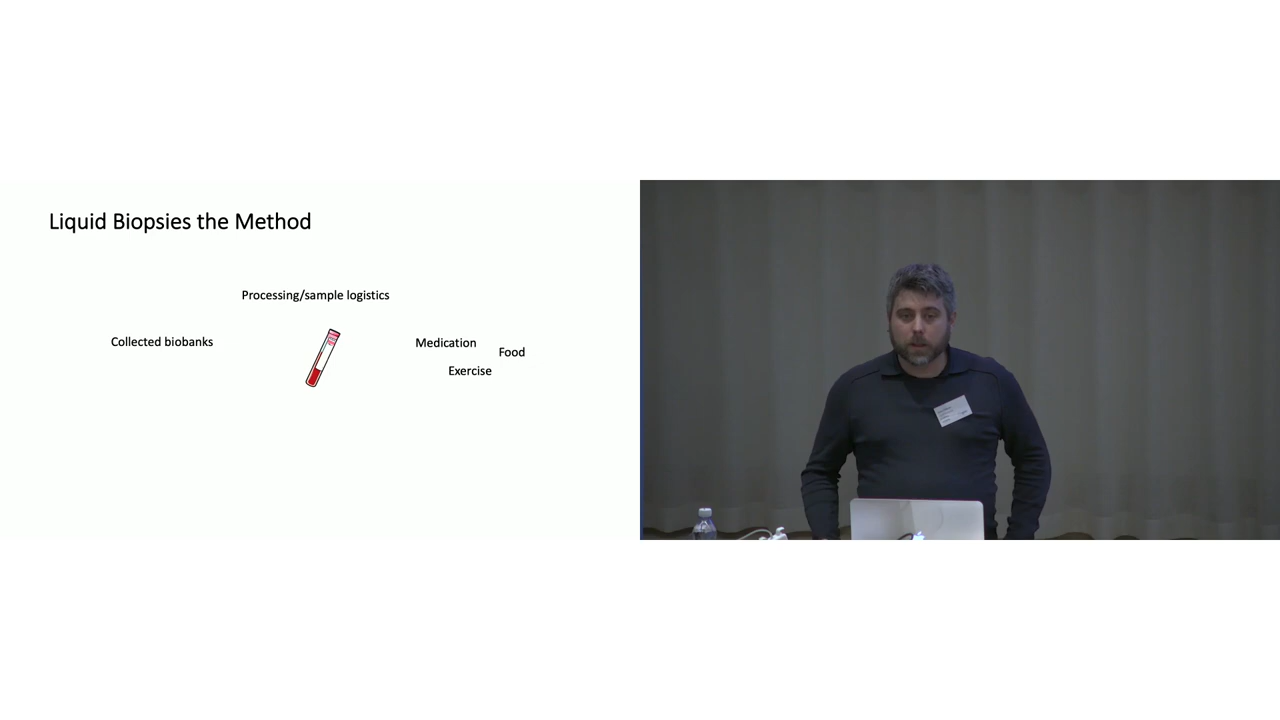 Liquid Biopsies the Method
Processing/sample logistics
Collected biobanks
Medication
Food
Exercise